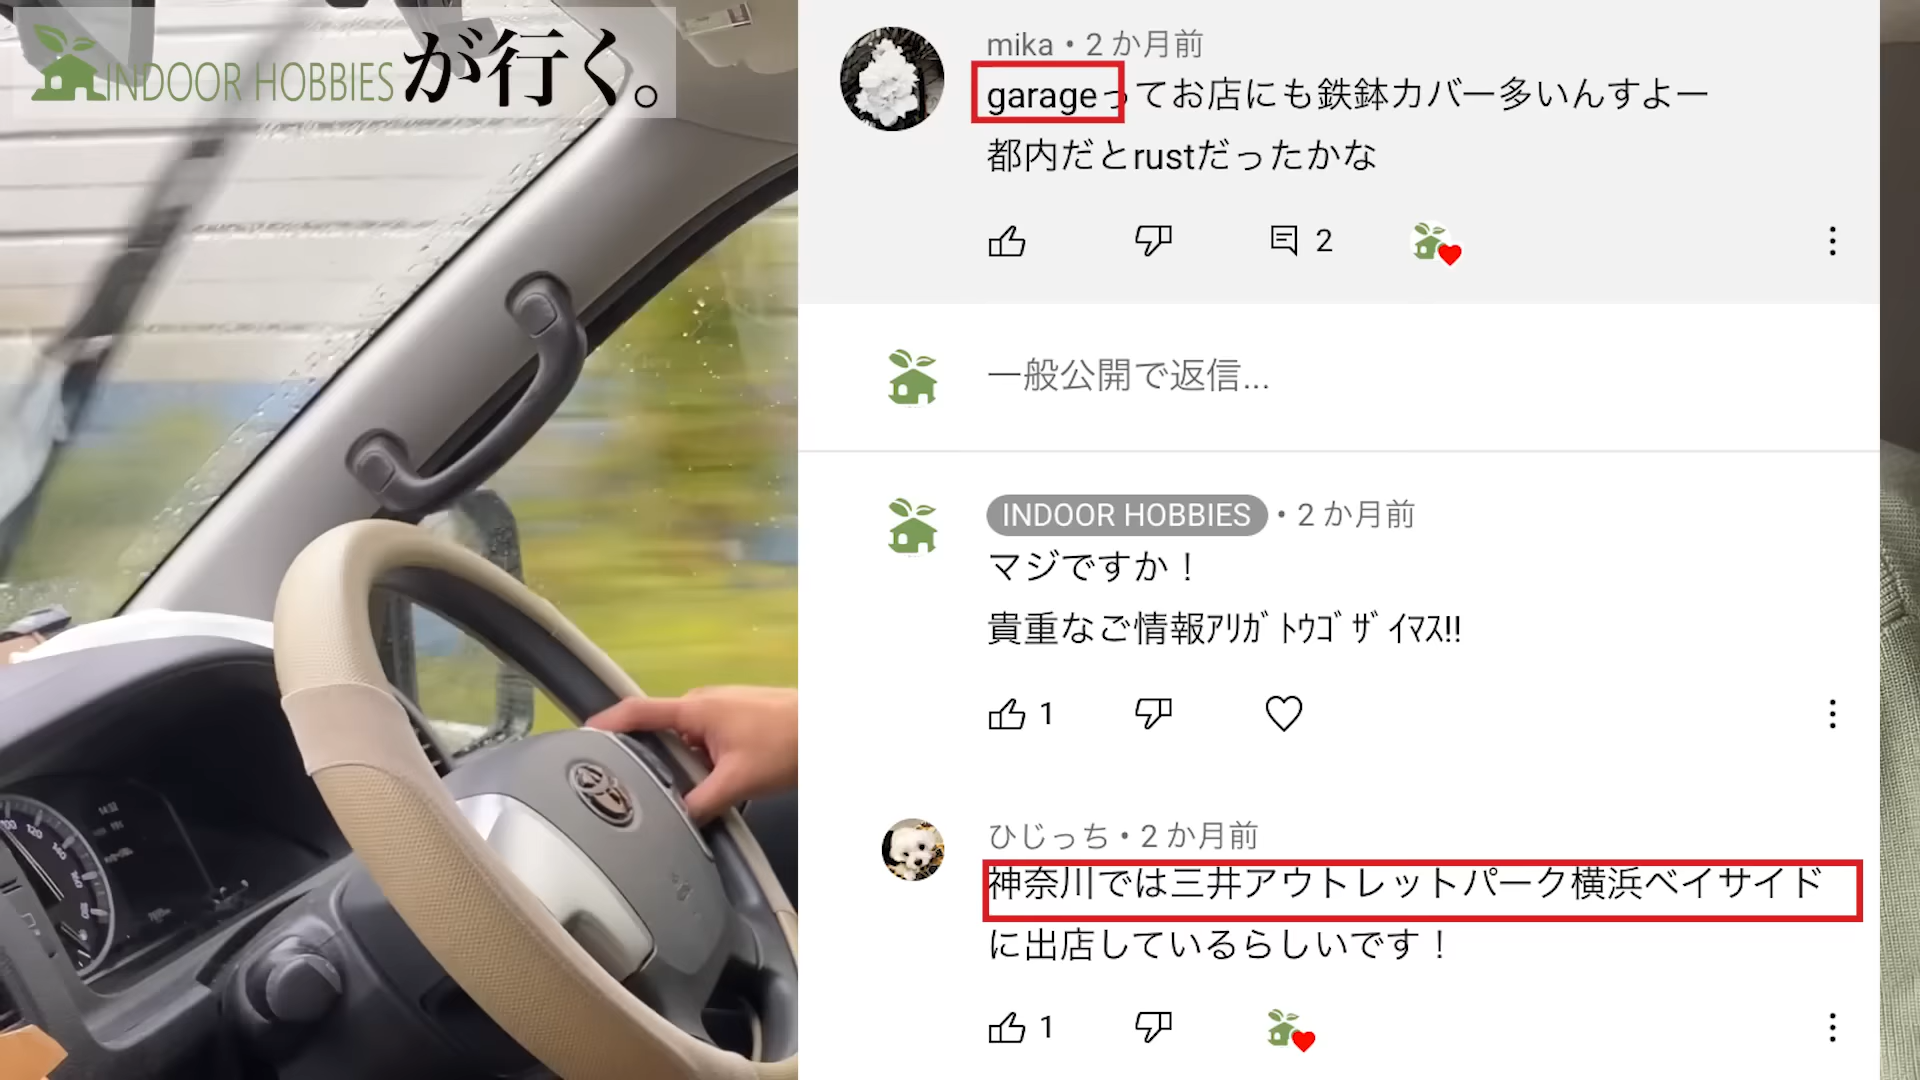 INDOOR HOBBIESが行く。
mika・2 か月前
garageってお店にも鉄鉢カバー多いんすよー
都内だとrustだったかな
2
一般公開で返信...
INDOOR HOBBIES・2 か月前
マジですか！
貴重なご情報ｱﾘｶﾞﾄｳｺﾞｻﾞｲﾏｽ!!
1
ひじっち・2 か月前
神奈川では三井アウトレットパーク横浜ベイサイド
に出店しているらしいです！
1
100
120
140
160
180